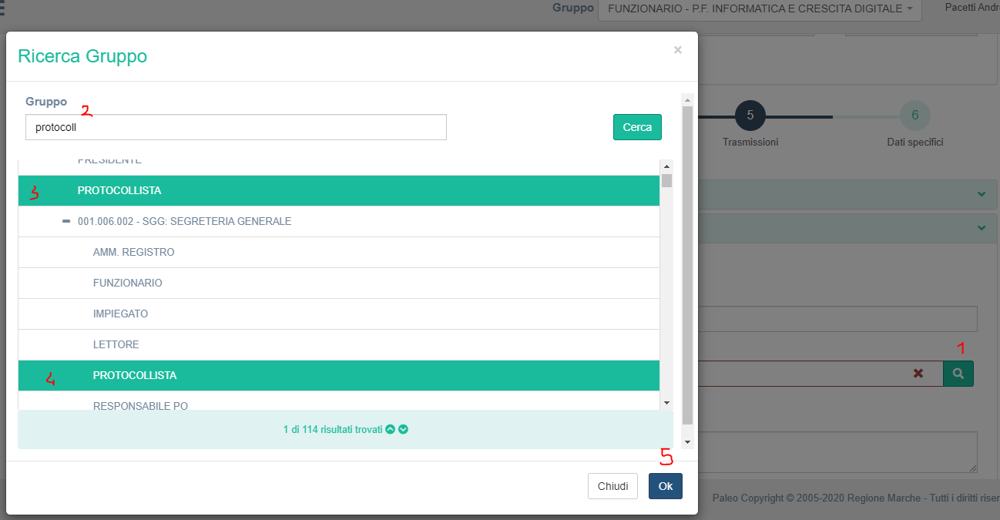 Gruppo FUNZIONARIO - P.F. INFORMATICA E CRESCITA DIGITALE Pacetti Andr
Ricerca Gruppo ×
Gruppo
2
protocoll Cerca
PRESIDENTE
3 PROTOCOLLISTA
001.006.002 - SGG: SEGRETERIA GENERALE
AMM. REGISTRO
FUNZIONARIO
IMPIEGATO
LETTORE
4 PROTOCOLLISTA
RESPONSABILE PO
1 di 114 risultati trovati
5
Chiudi Ok
5 6
Trasmissioni Dati specifici
1
Paleo Copyright © 2005-2020 Regione Marche - Tutti i diritti riser